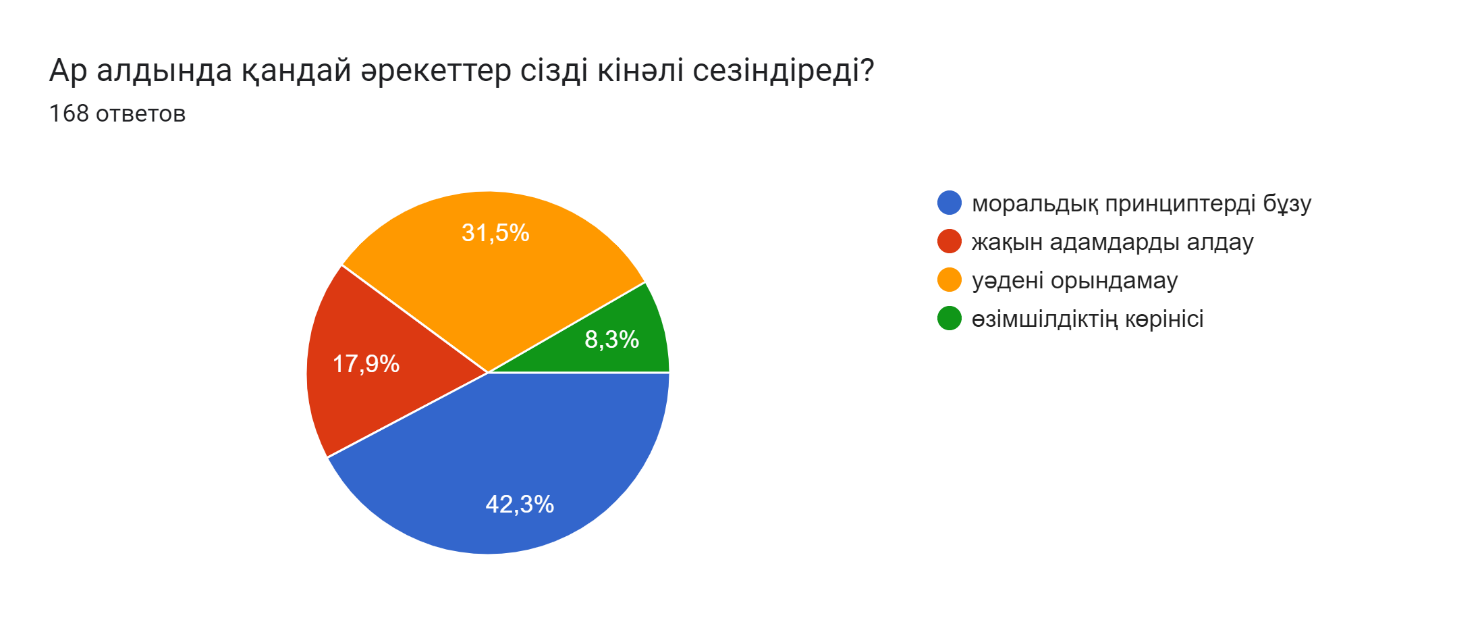 Ар алдында қандай әрекеттер сізді кінәлі сезіндіреді?
168 ответов
моральдық принциптерді бұзу
жақын адамдарды алдау
уәдені орындамау
өзімшілдіктің көрінісі
31,5%
8,3%
17,9%
42,3%